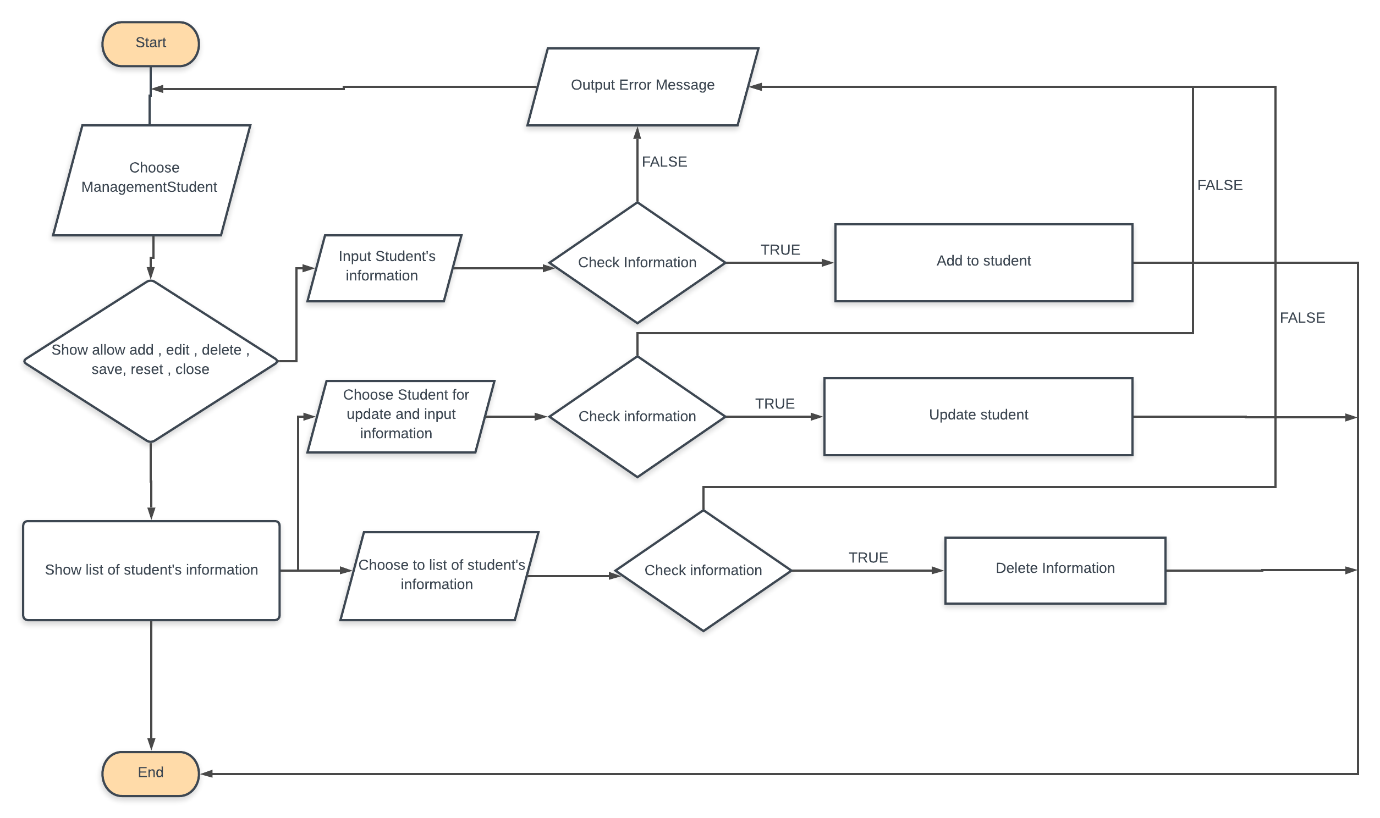 Start
Output Error Message
Choose
ManagementStudent
FALSE
FALSE
Input Student's
information
Check Information
TRUE
Add to student
FALSE
Show allow add , edit , delete ,
save, reset , close
Choose Student for
update and input
information
Check information
TRUE
Update student
Show list of student's information
Choose to list of student's
information
Check information
TRUE
Delete Information
End